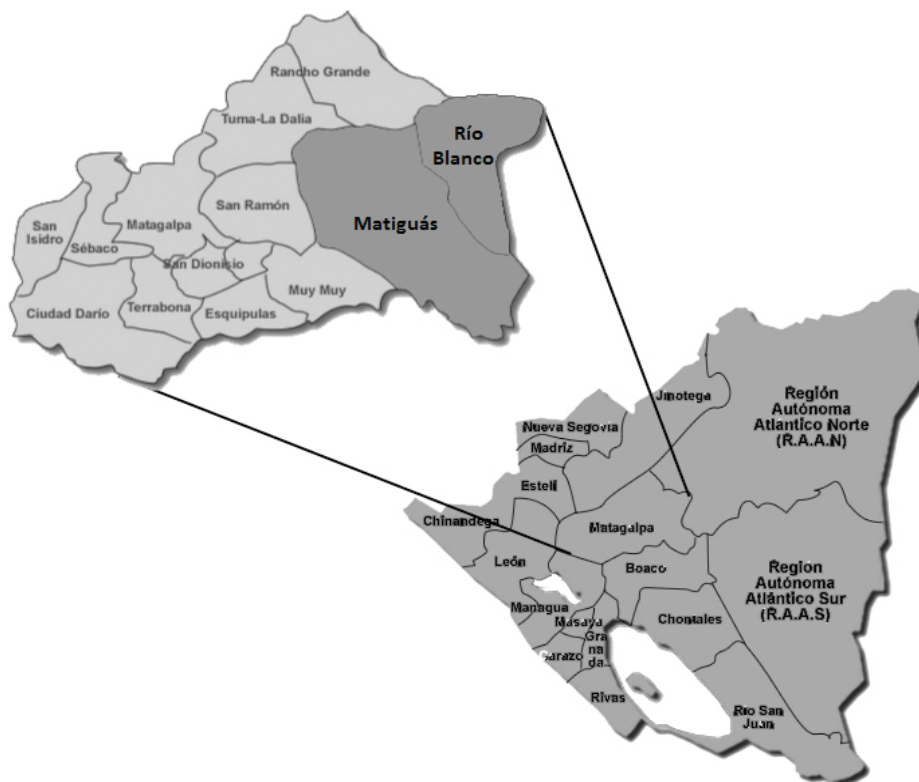 Rancho Grande
Tuma-La Dalia
Río
Blanco
San Ramón
Matiguás
San
Isidro
Sébaco
Matagalpa
San Dionisio
Muy Muy
Ciudad Darío
Terrabona
Esquipulas
Jinotega
Región
Autónoma
Atlantico Norte
(R.A.A.N)
Nueva Segovia
Madriz
Estelí
Chinandega
Matagalpa
León
Boaco
Region
Autónoma
Atlántico Sur
(R.A.A.S)
Managua
Masaya
Chontales
Gra
na
da
Carazo
Rivas
Río San
Juan